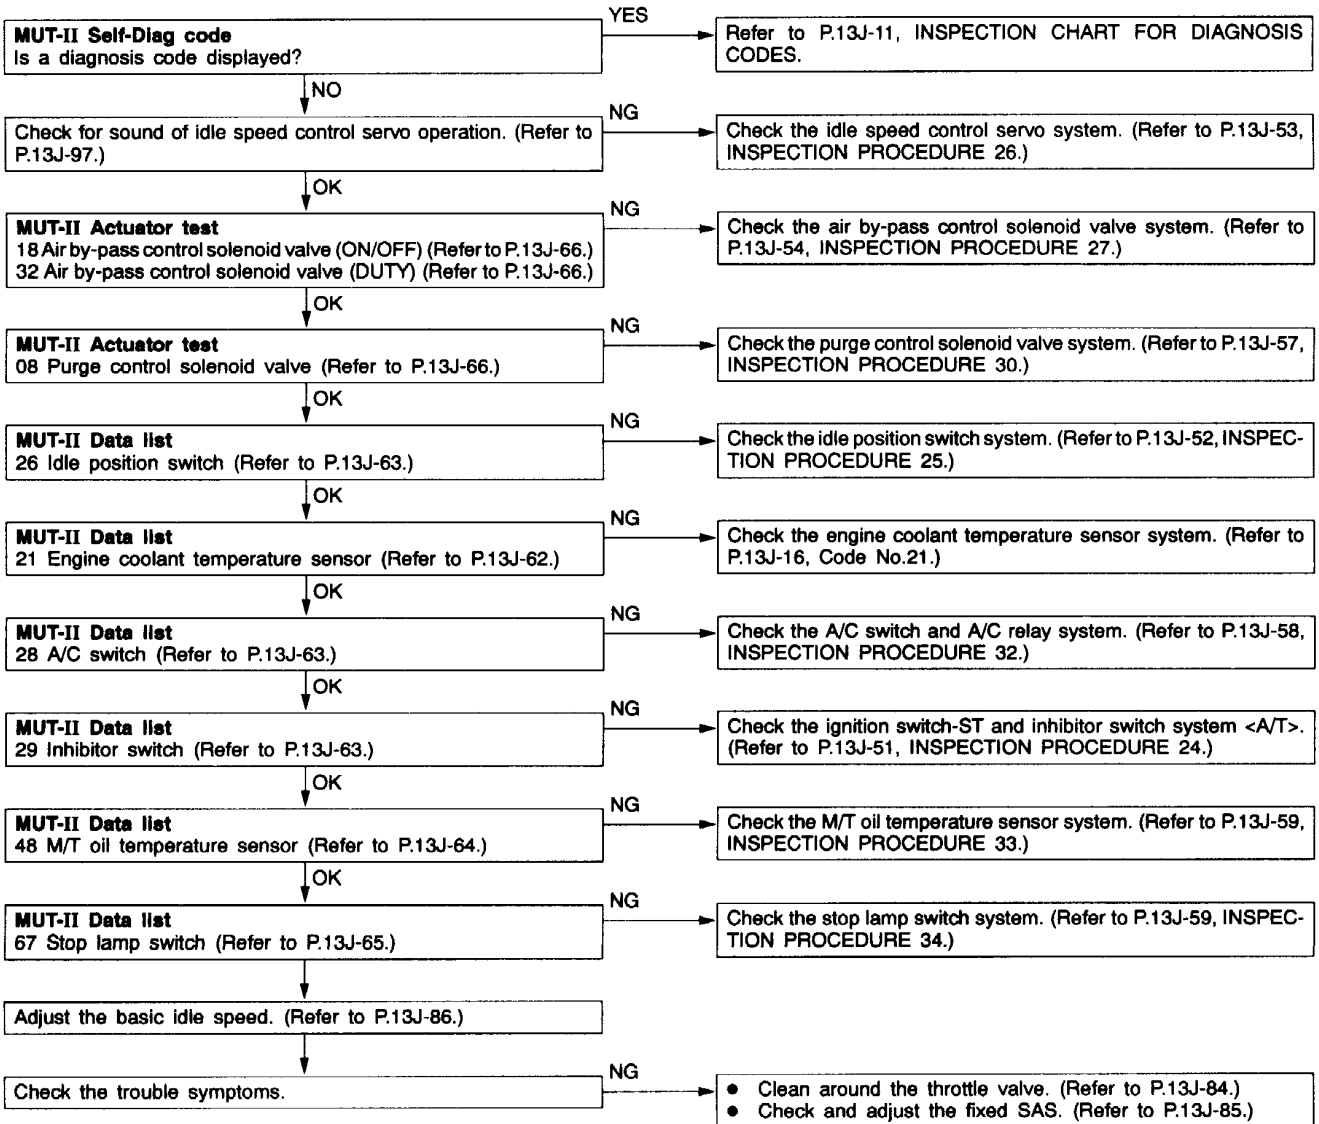 YES
MUT-II Self-Diag code
Is a diagnosis code displayed?
Refer to P.13J-11, INSPECTION CHART FOR DIAGNOSIS
CODES.
NO
NG
Check for sound of idle speed control servo operation. (Refer to
P.13J-97.)
Check the idle speed control servo system. (Refer to P.13J-53,
INSPECTION PROCEDURE 26.)
OK
NG
MUT-II Actuator test
18 Air by-pass control solenoid valve (ON/OFF) (Refer to P.13J-66.)
32 Air by-pass control solenoid valve (DUTY) (Refer to P.13J-66.)
Check the air by-pass control solenoid valve system. (Refer to
P.13J-54, INSPECTION PROCEDURE 27.)
OK
NG
MUT-II Actuator test
08 Purge control solenoid valve (Refer to P.13J-66.)
Check the purge control solenoid valve system. (Refer to P.13J-57,
INSPECTION PROCEDURE 30.)
OK
NG
MUT-II Data list
26 Idle position switch (Refer to P.13J-63.)
Check the idle position switch system. (Refer to P.13J-52, INSPEC-
TION PROCEDURE 25.)
OK
NG
MUT-II Data list
21 Engine coolant temperature sensor (Refer to P.13J-62.)
Check the engine coolant temperature sensor system. (Refer to
P.13J-16, Code No.21.)
OK
NG
MUT-II Data list
28 A/C switch (Refer to P.13J-63.)
Check the A/C switch and A/C relay system. (Refer to P.13J-58,
INSPECTION PROCEDURE 32.)
OK
NG
MUT-II Data list
29 Inhibitor switch (Refer to P.13J-63.)
Check the ignition switch-ST and inhibitor switch system <A/T>.
(Refer to P.13J-51, INSPECTION PROCEDURE 24.)
OK
NG
MUT-II Data list
48 M/T oil temperature sensor (Refer to P.13J-64.)
Check the M/T oil temperature sensor system. (Refer to P.13J-59,
INSPECTION PROCEDURE 33.)
OK
NG
MUT-II Data list
67 Stop lamp switch (Refer to P.13J-65.)
Check the stop lamp switch system. (Refer to P.13J-59, INSPEC-
TION PROCEDURE 34.)
Adjust the basic idle speed. (Refer to P.13J-86.)
NG
Check the trouble symptoms.
● Clean around the throttle valve. (Refer to P.13J-84.)
● Check and adjust the fixed SAS. (Refer to P.13J-85.)